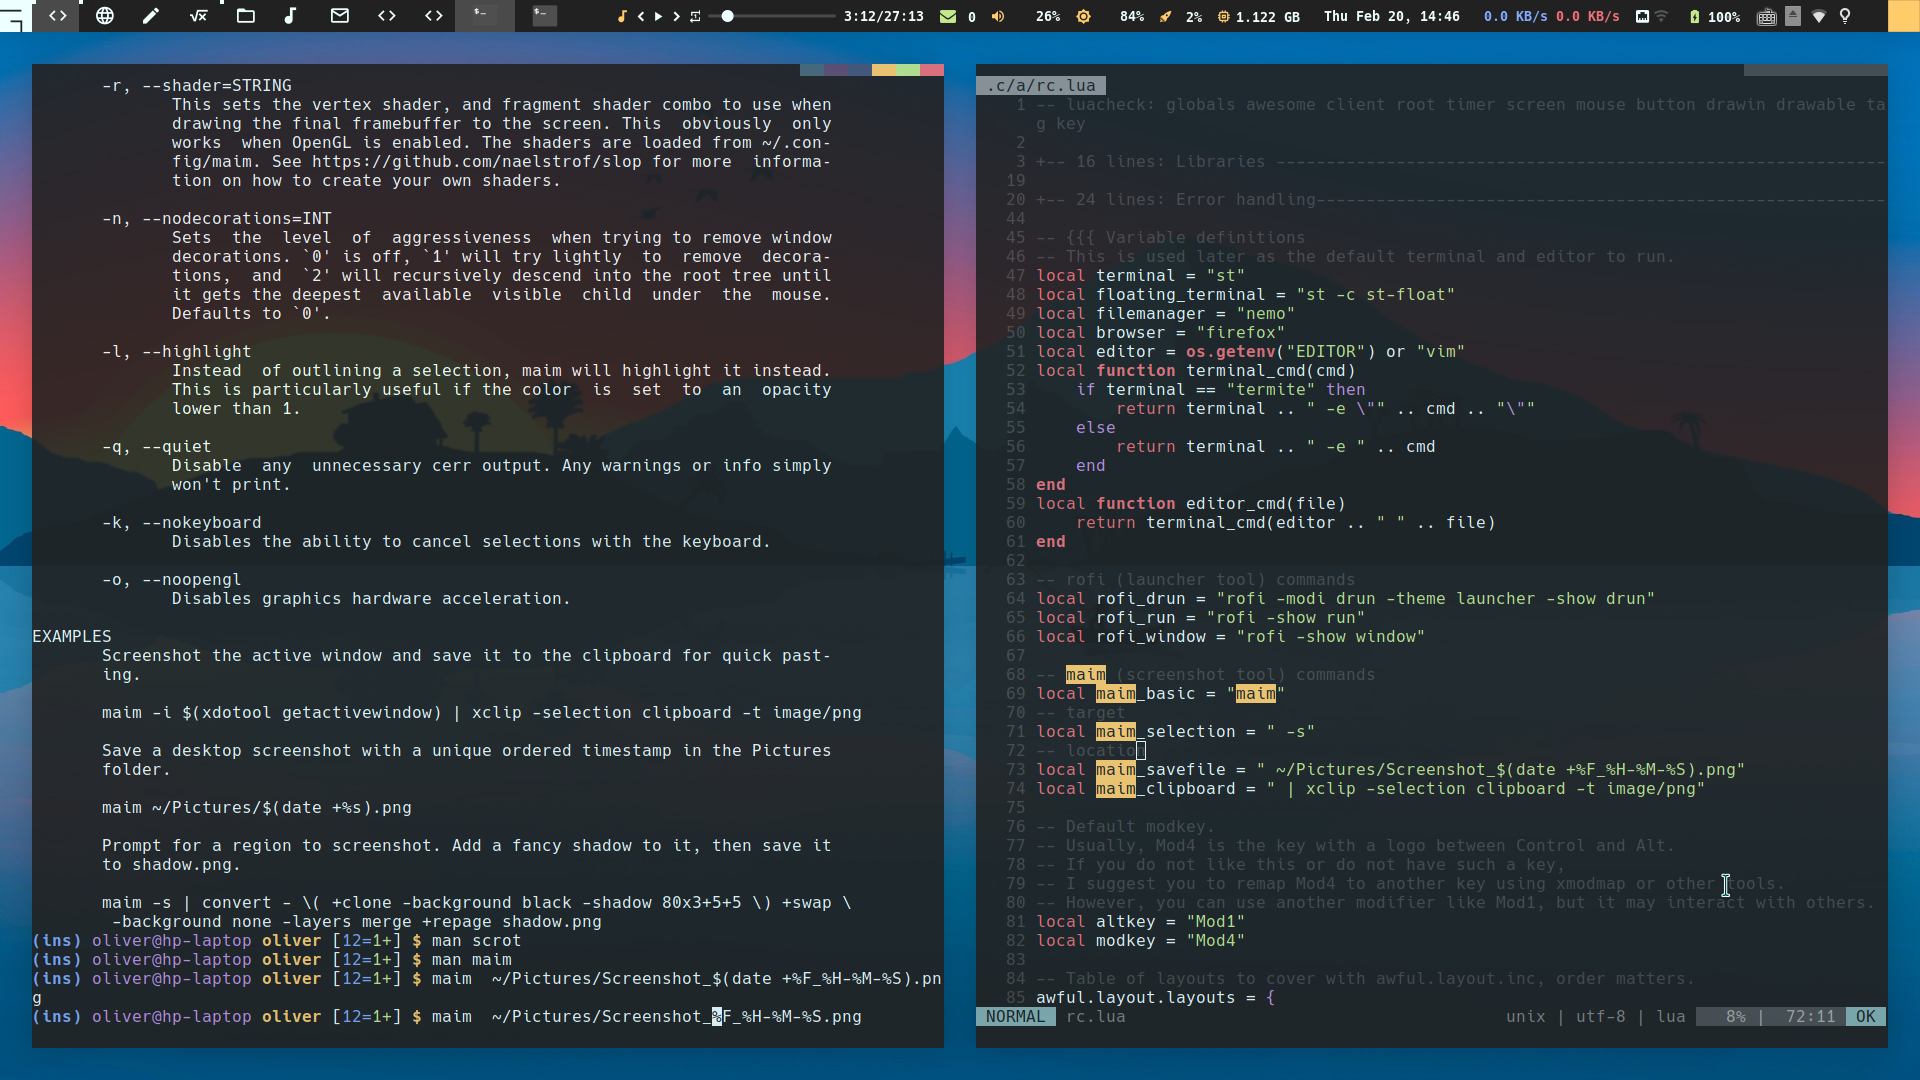 3:12/27:13 0 26% 84% 2% 1.122 GB Thu Feb 20, 14:46 0.0 KB/s 0.0 KB/s 100%
-r, --shader=STRING
This sets the vertex shader, and fragment shader combo to use when
drawing the final framebuffer to the screen. This  obviously  only
works  when OpenGL is enabled. The shaders are loaded from ~/.con-
fig/maim. See https://github.com/naelstrof/slop for more  informa-
tion on how to create your own shaders.
-n, --nodecorations=INT
Sets  the  level  of  aggressiveness  when trying to remove window
decorations. `0' is off, `1' will try lightly  to  remove  decora-
tions,  and  `2' will recursively descend into the root tree until
it gets the deepest  available  visible  child  under  the  mouse.
Defaults to `0'.
-l, --highlight
Instead  of outlining a selection, maim will highlight it instead.
This is particularly useful if the color  is  set  to  an  opacity
lower than 1.
-q, --quiet
Disable  any  unnecessary cerr output. Any warnings or info simply
won't print.
-k, --nokeyboard
Disables the ability to cancel selections with the keyboard.
-o, --noopengl
Disables graphics hardware acceleration.
EXAMPLES
Screenshot the active window and save it to the clipboard for quick past-
ing.
maim -i $(xdotool getactivewindow) | xclip -selection clipboard -t image/png
Save a desktop screenshot with a unique ordered timestamp in the Pictures
folder.
maim ~/Pictures/$(date +%s).png
Prompt for a region to screenshot. Add a fancy shadow to it, then save it
to shadow.png.
maim -s | convert - \( +clone -background black -shadow 80x3+5+5 \) +swap \
-background none -layers merge +repage shadow.png
(ins) oliver@hp-laptop oliver [12=1+] $ man scrot
(ins) oliver@hp-laptop oliver [12=1+] $ man maim
(ins) oliver@hp-laptop oliver [12=1+] $ maim  ~/Pictures/Screenshot_$(date +%F_%H-%M-%S).pn
g
(ins) oliver@hp-laptop oliver [12=1+] $ maim  ~/Pictures/Screenshot_%F_%H-%M-%S.png
.c/a/rc.lua
1 -- luacheck: globals awesome client root timer screen mouse button drawin drawable ta
g key
2
3 +-- 16 lines: Libraries -------------------------------------------------------------
19
20 +-- 24 lines: Error handling---------------------------------------------------------
44
45 -- {{{ Variable definitions
46 -- This is used later as the default terminal and editor to run.
47 local terminal = "st"
48 local floating_terminal = "st -c st-float"
49 local filemanager = "nemo"
50 local browser = "firefox"
51 local editor = os.getenv("EDITOR") or "vim"
52 local function terminal_cmd(cmd)
53     if terminal == "termite" then
54         return terminal .. " -e \"" .. cmd .. "\""
55     else
56         return terminal .. " -e " .. cmd
57     end
58 end
59 local function editor_cmd(file)
60     return terminal_cmd(editor .. " " .. file)
61 end
62
63 -- rofi (launcher tool) commands
64 local rofi_drun = "rofi -modi drun -theme launcher -show drun"
65 local rofi_run = "rofi -show run"
66 local rofi_window = "rofi -show window"
67
68 -- maim (screenshot tool) commands
69 local maim_basic = "maim"
70 -- target
71 local maim_selection = " -s"
72 -- location
73 local maim_savefile = " ~/Pictures/Screenshot_$(date +%F_%H-%M-%S).png"
74 local maim_clipboard = " | xclip -selection clipboard -t image/png"
75
76 -- Default modkey.
77 -- Usually, Mod4 is the key with a logo between Control and Alt.
78 -- If you do not like this or do not have such a key,
79 -- I suggest you to remap Mod4 to another key using xmodmap or other tools.
80 -- However, you can use another modifier like Mod1, but it may interact with others.
81 local altkey = "Mod1"
82 local modkey = "Mod4"
83
84 -- Table of layouts to cover with awful.layout.inc, order matters.
85 awful.layout.layouts = {
NORMAL rc.lua unix | utf-8 | lua 8% | 72:11 OK